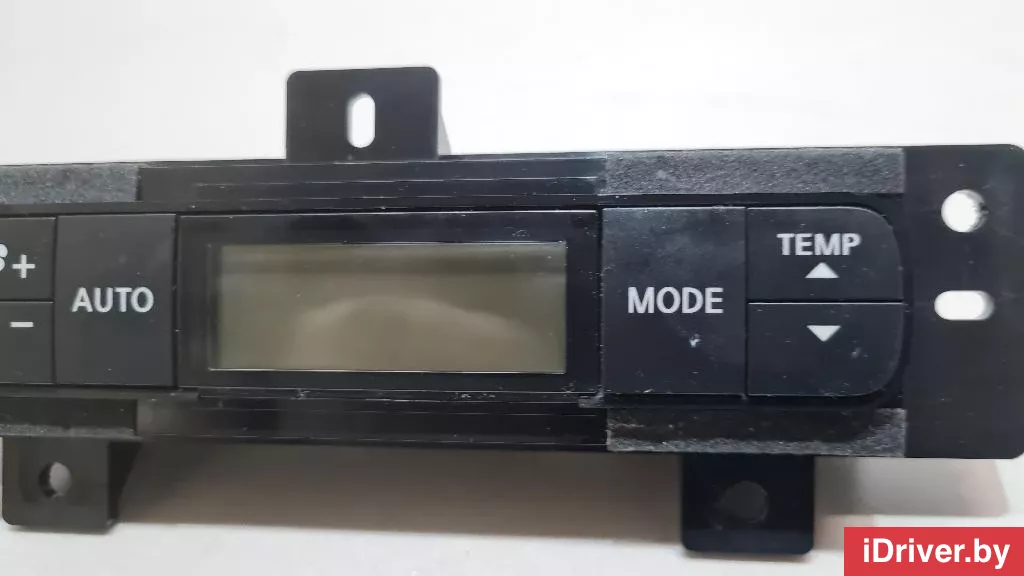 +
AUTO
MODE
TEMP
−
iDriver.by